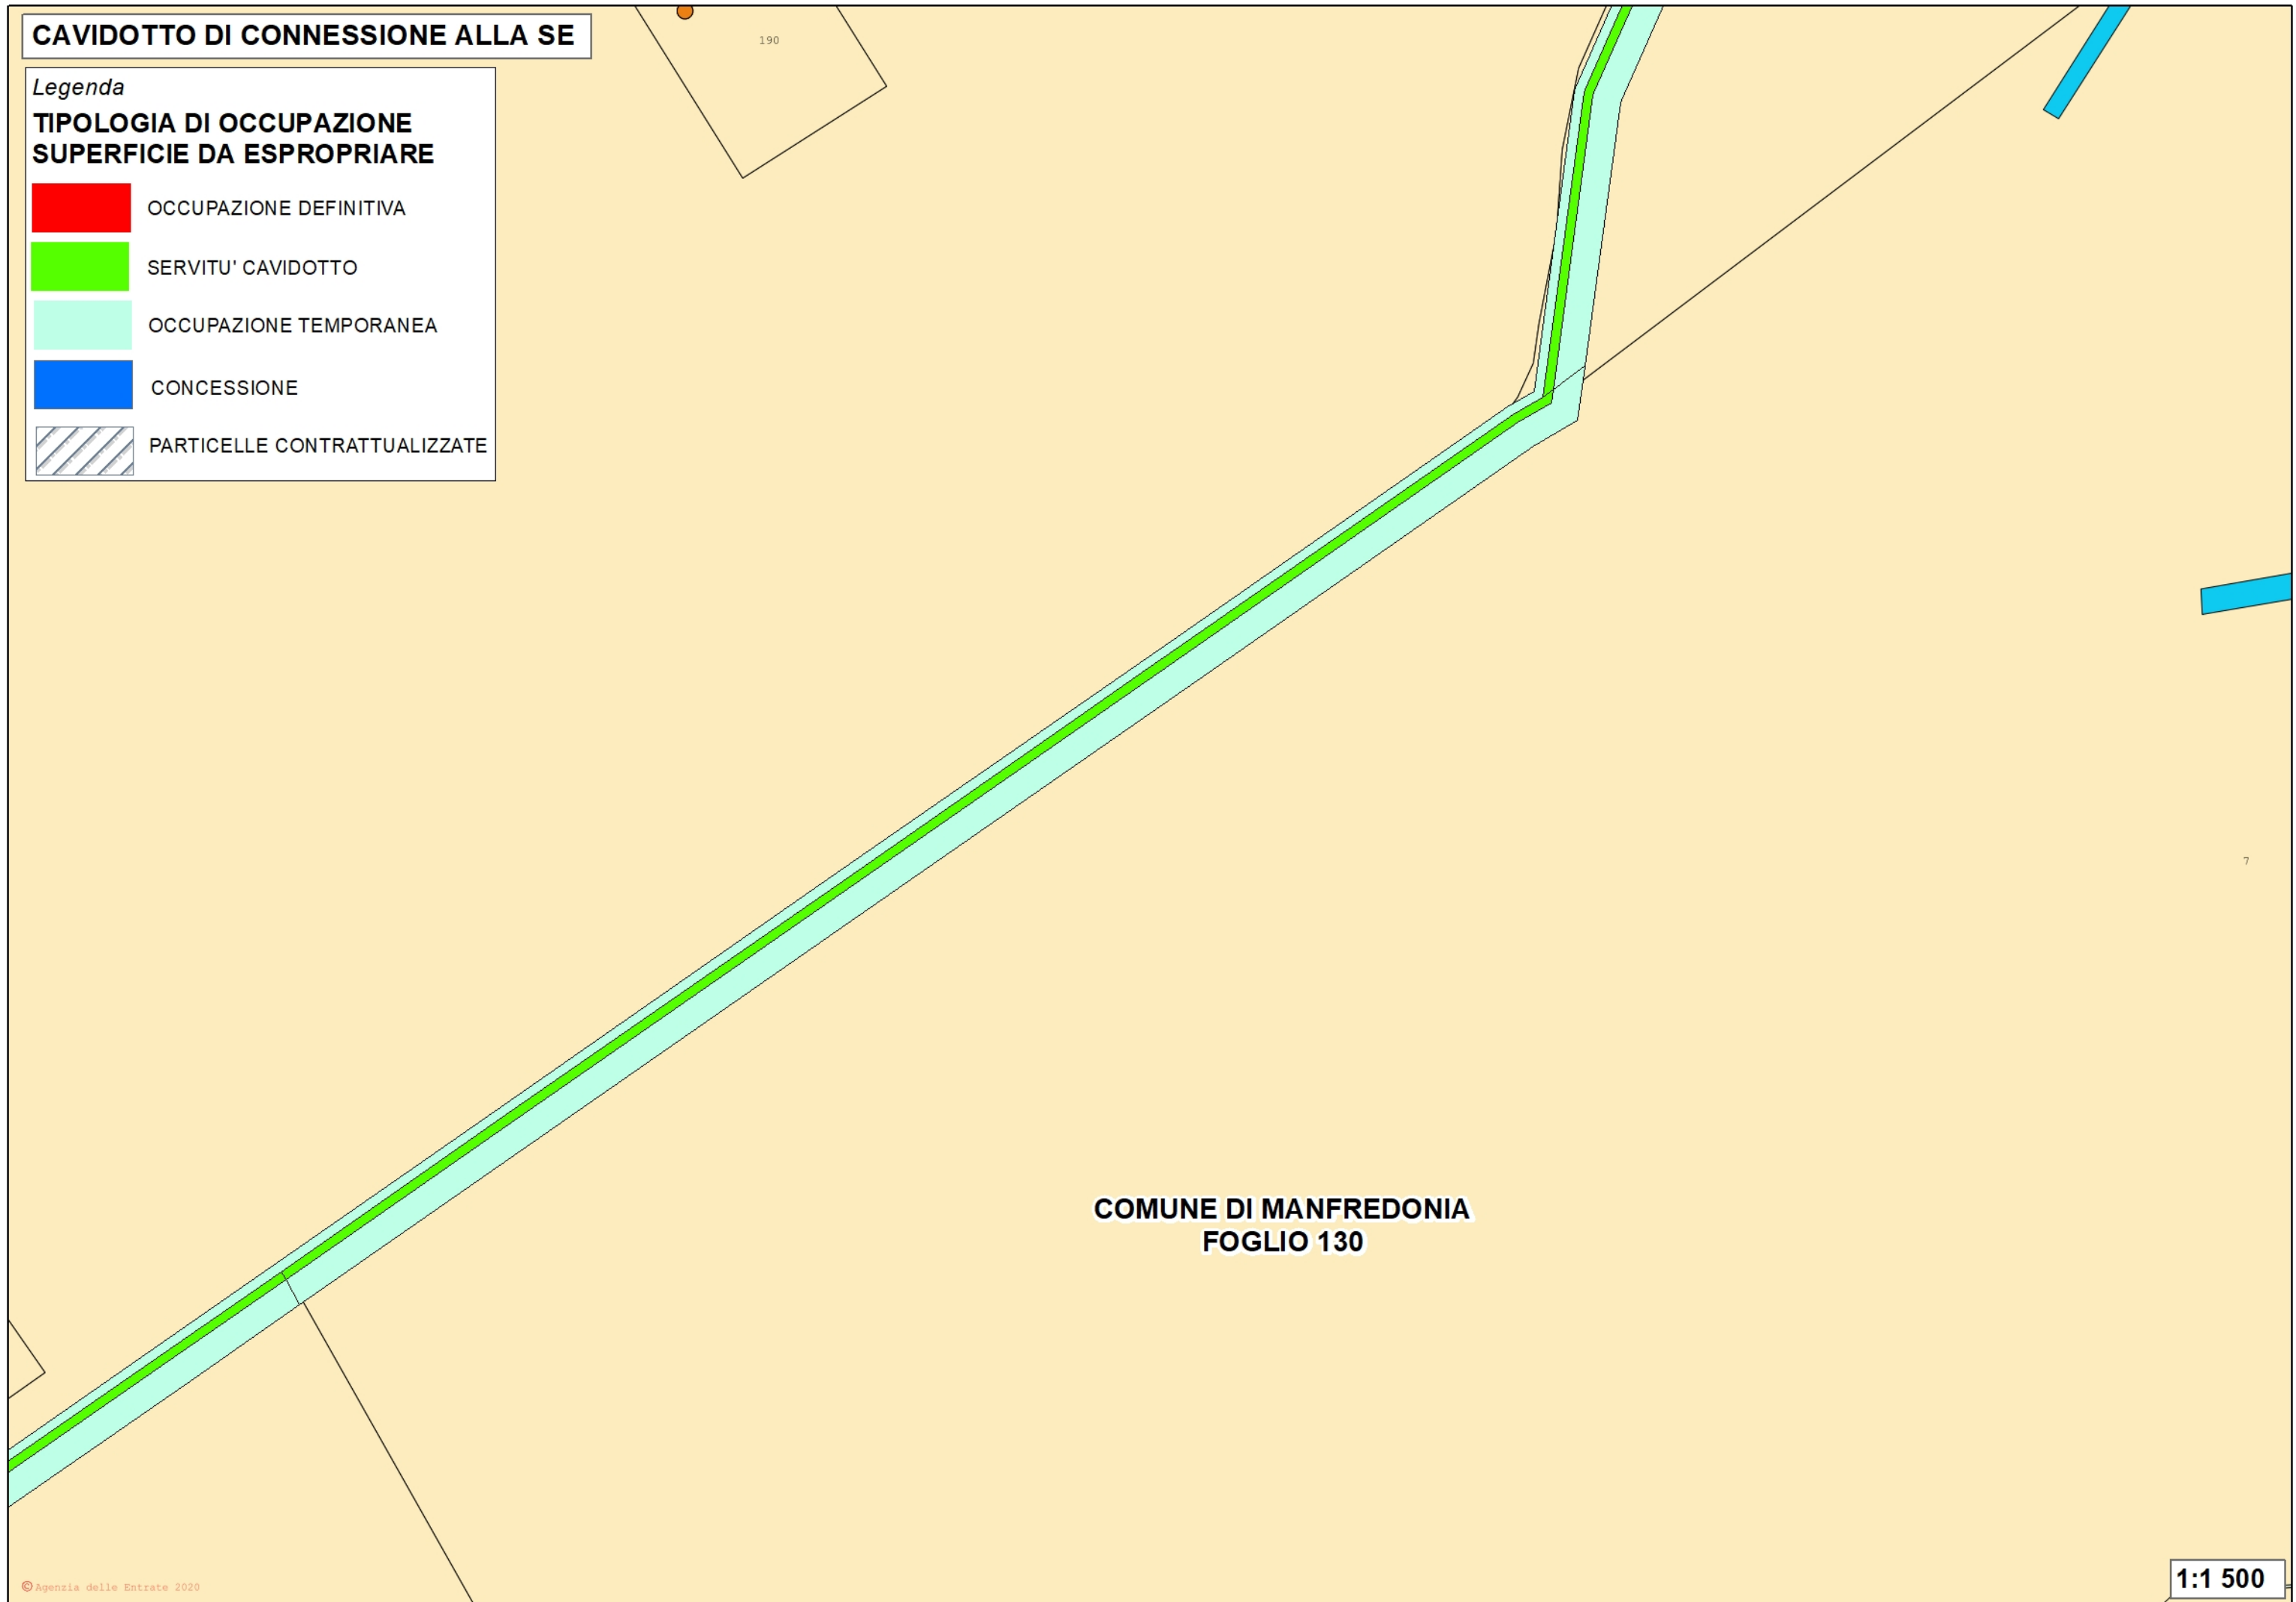 CAVIDOTTO DI CONNESSIONE ALLA SE
190
Legenda
TIPOLOGIA DI OCCUPAZIONE
SUPERFICIE DA ESPROPRIARE
OCCUPAZIONE DEFINITIVA
SERVITU' CAVIDOTTO
OCCUPAZIONE TEMPORANEA
CONCESSIONE
PARTICELLE CONTRATTUALIZZATE
7
COMUNE DI MANFREDONIA
FOGLIO 130
© Agenzia delle Entrate 2020
1:1 500